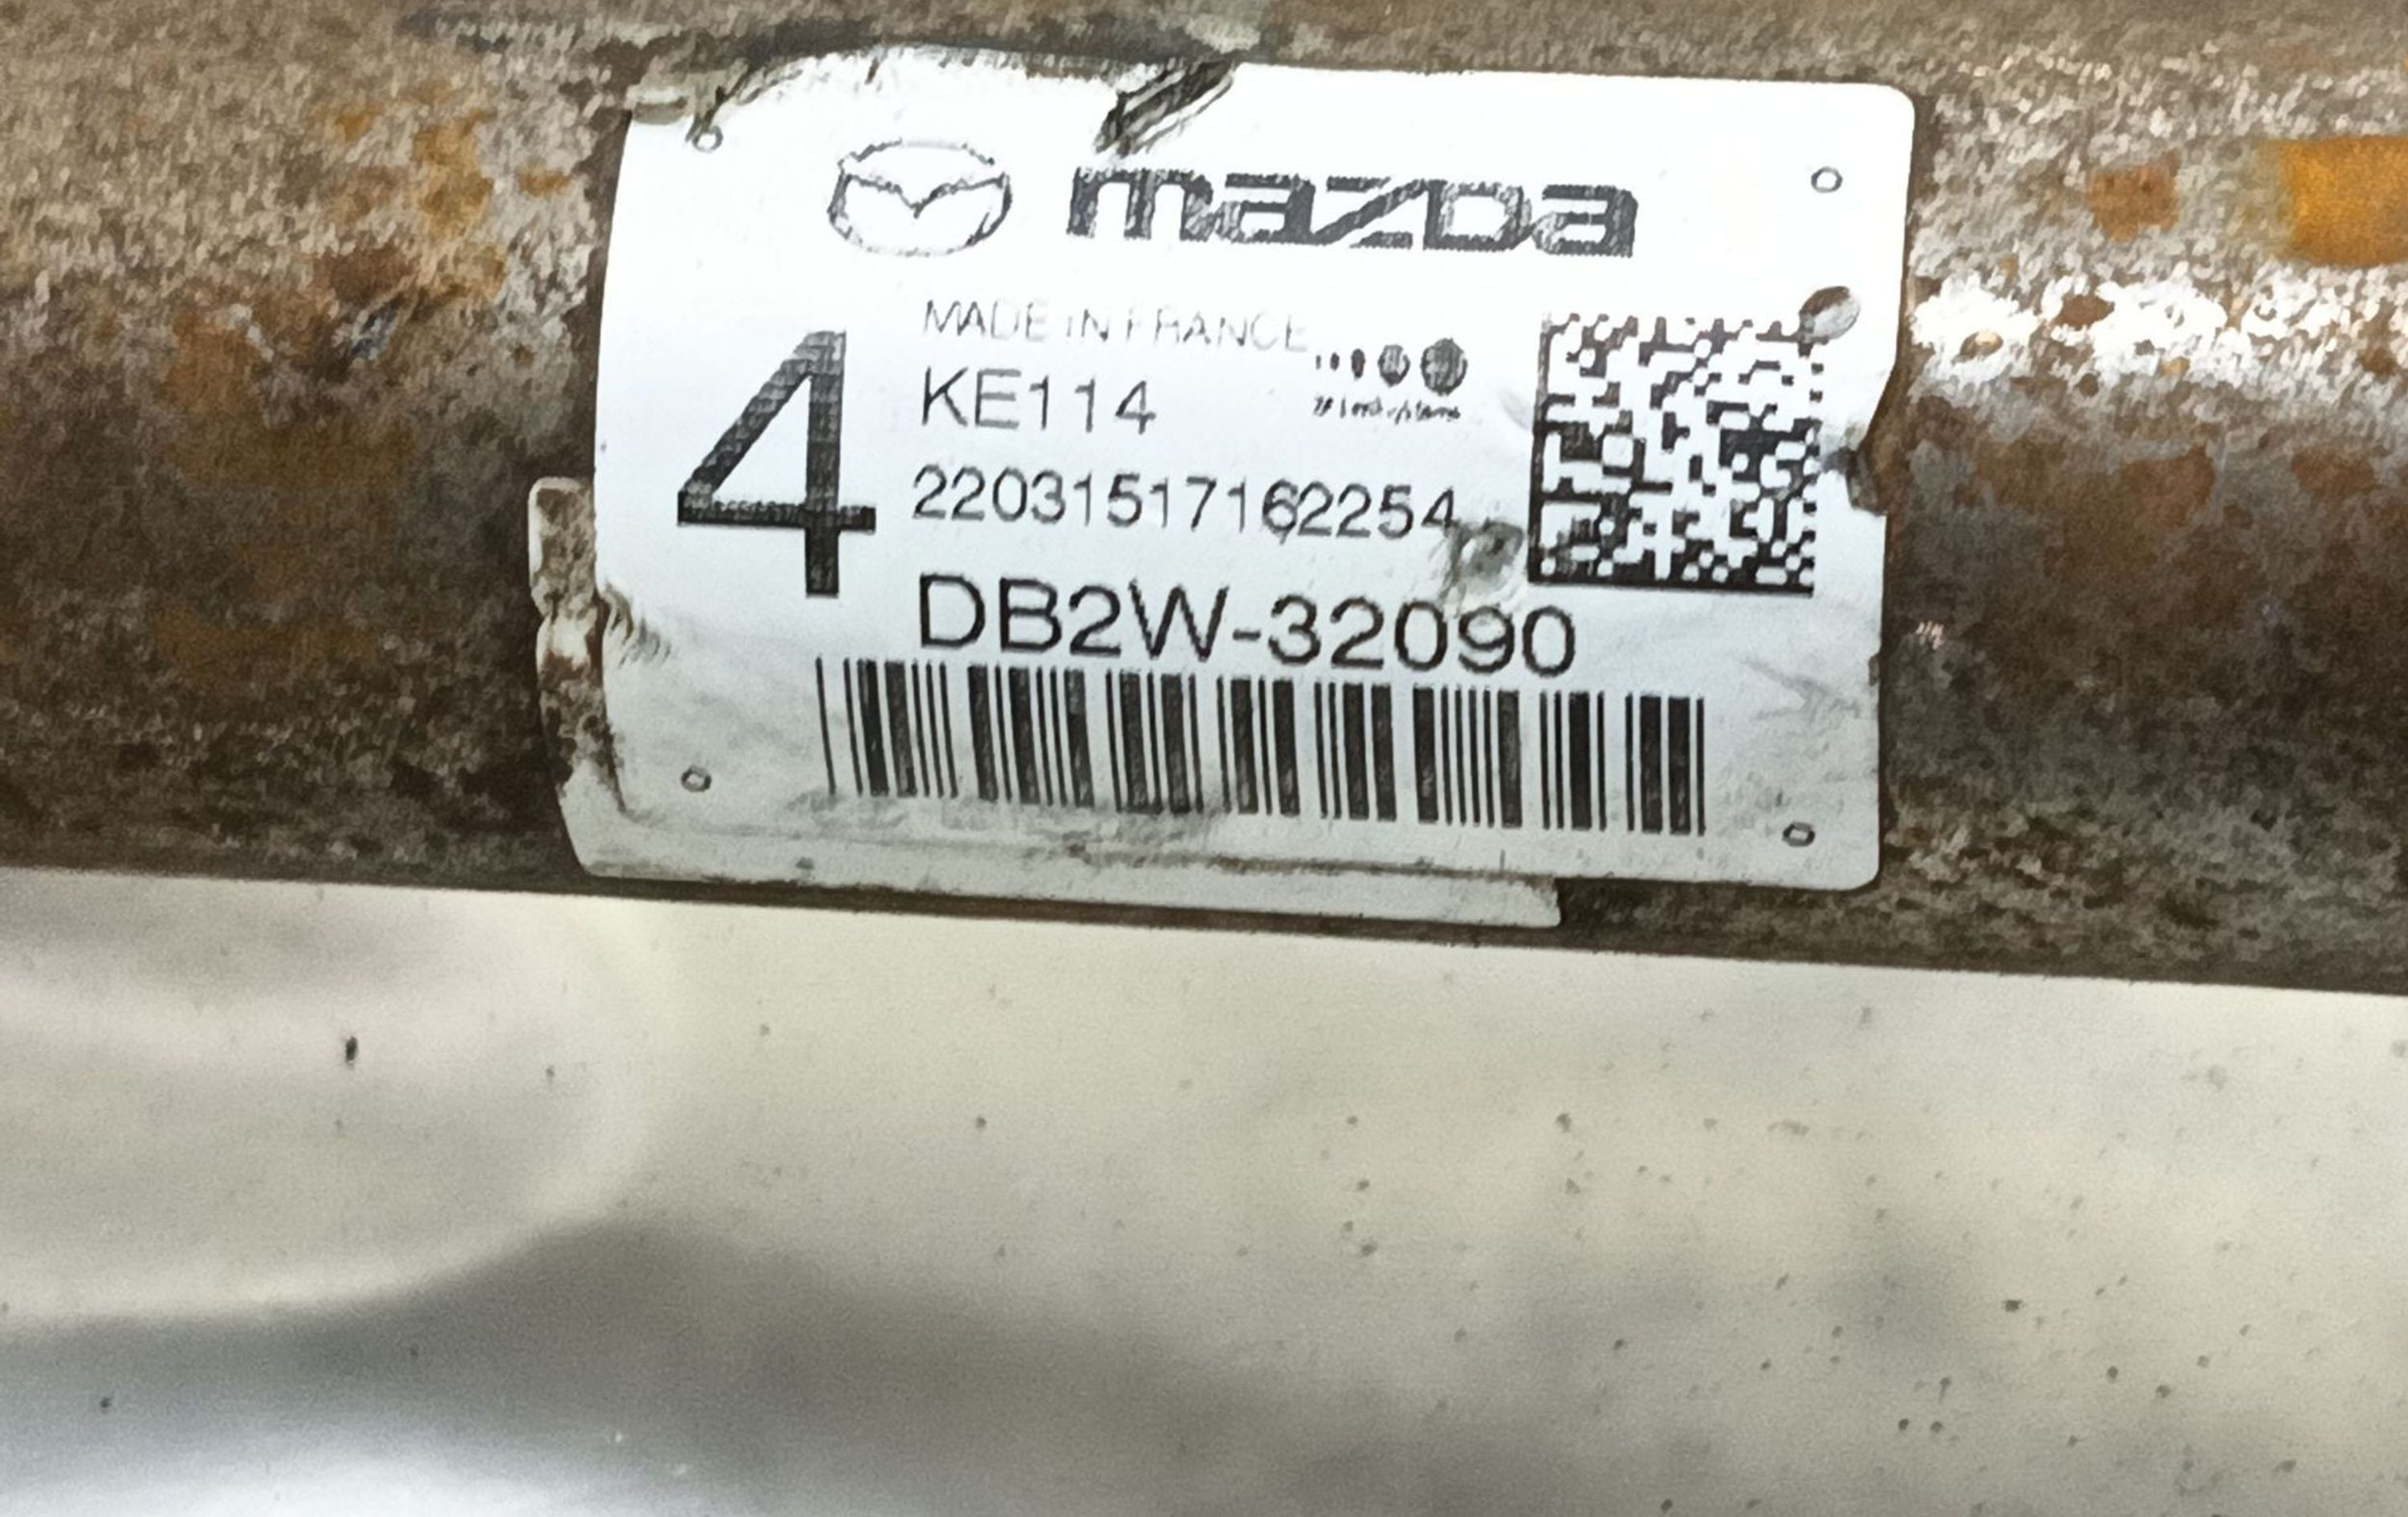 mazda
MADE IN FRANCE
4
KE114
22031517162254
DB2W-32090